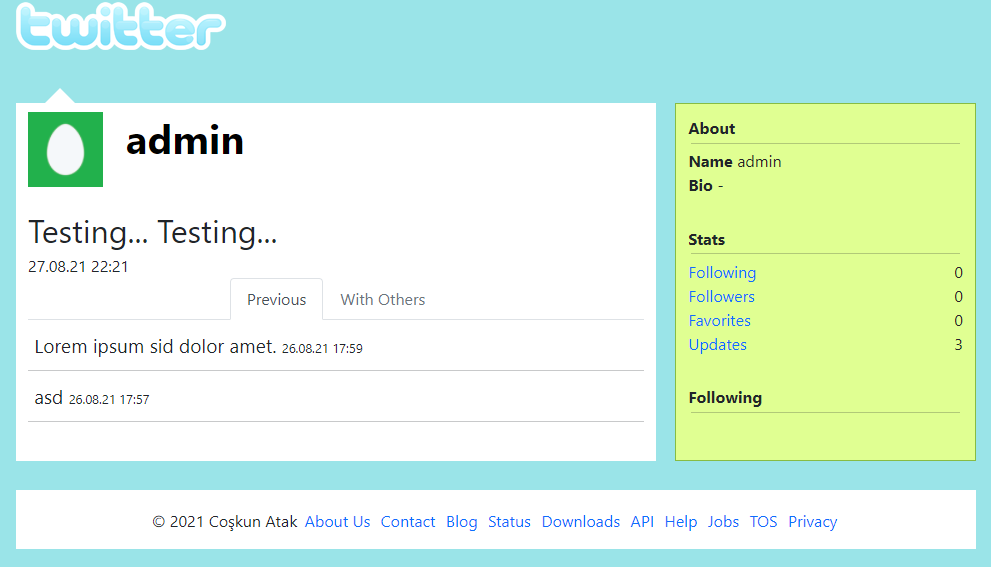 twitter
admin
Testing... Testing...
27.08.21 22:21
Previous With Others
Lorem ipsum sid dolor amet. 26.08.21 17:59
asd 26.08.21 17:57
About
Name admin
Bio -
Stats
Following 0
Followers 0
Favorites 0
Updates 3
Following
© 2021 Coşkun Atak About Us Contact Blog Status Downloads API Help Jobs TOS Privacy